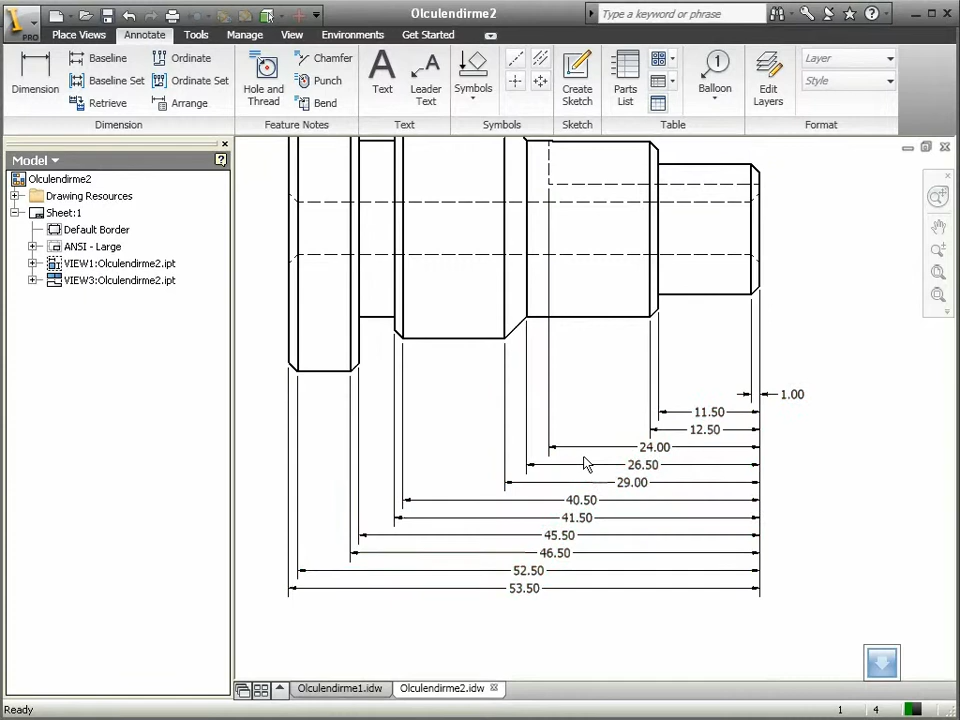 Olculendirme2
Type a keyword or phrase
PRO
Place Views Annotate Tools Manage View Environments Get Started
Dimension
Baseline
Baseline Set
Retrieve
Ordinate
Ordinate Set
Arrange
Dimension
Hole and Thread
Chamfer
Punch
Bend
Feature Notes
Text
Leader Text
Text
Symbols
Symbols
Create Sketch
Sketch
Parts List
Balloon
Table
Edit Layers
Layer
Style
Format
Model
Olculendirme2
Drawing Resources
Sheet:1
Default Border
ANSI - Large
VIEW1:Olculendirme2.ipt
VIEW3:Olculendirme2.ipt
1.00
11.50
12.50
24.00
26.50
29.00
40.50
41.50
45.50
46.50
52.50
53.50
Olculendirme1.idw Olculendirme2.idw
Ready 1 4